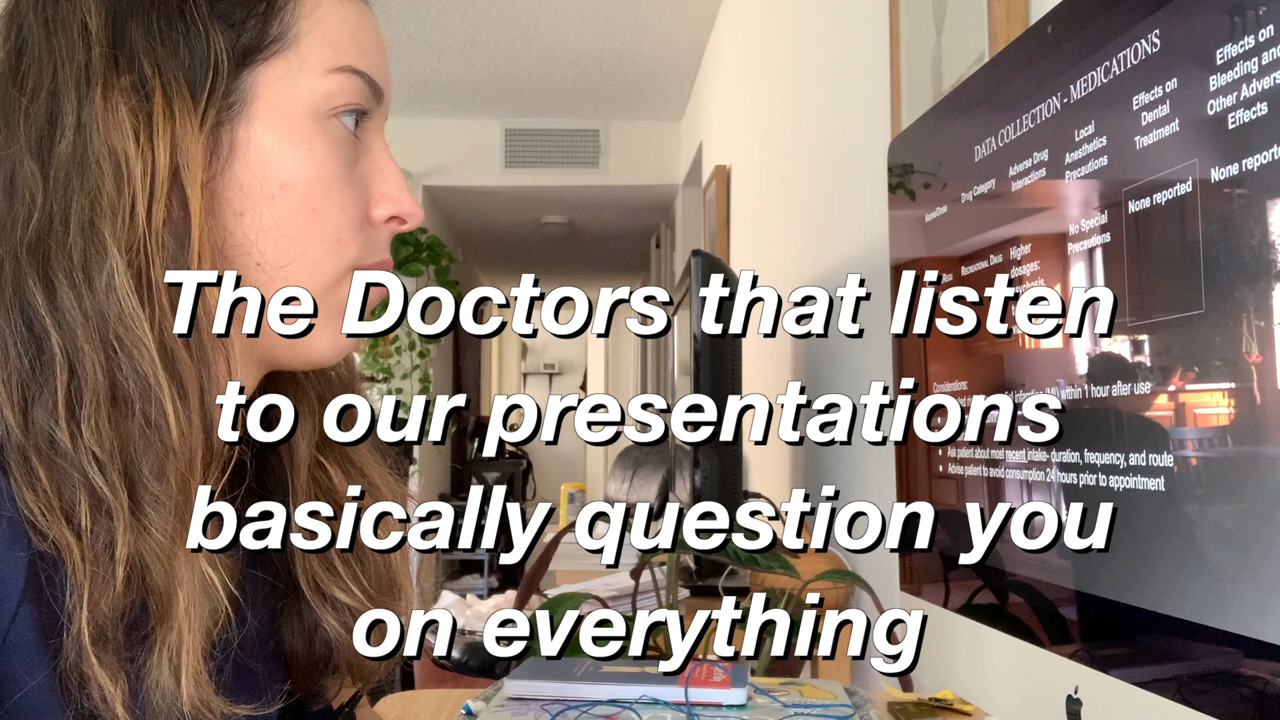 The Doctors that listen
to our presentations
basically question you
on everything
DATA COLLECTION - MEDICATIONS
Name/Dose
Drug Category
Adverse Drug
Interactions
Local
Anesthetics
Precautions
Effects on
Dental
Treatment
Effects on
Bleeding and
Other Adverse
Effects
Recreational Drug
Higher
dosages:
No Special
Precautions
None reported
None reported
Considerations:
(MI) within 1 hour after use
• Ask patient about most recent intake- duration, frequency, and route
• Advise patient to avoid consumption 24 hours prior to appointment